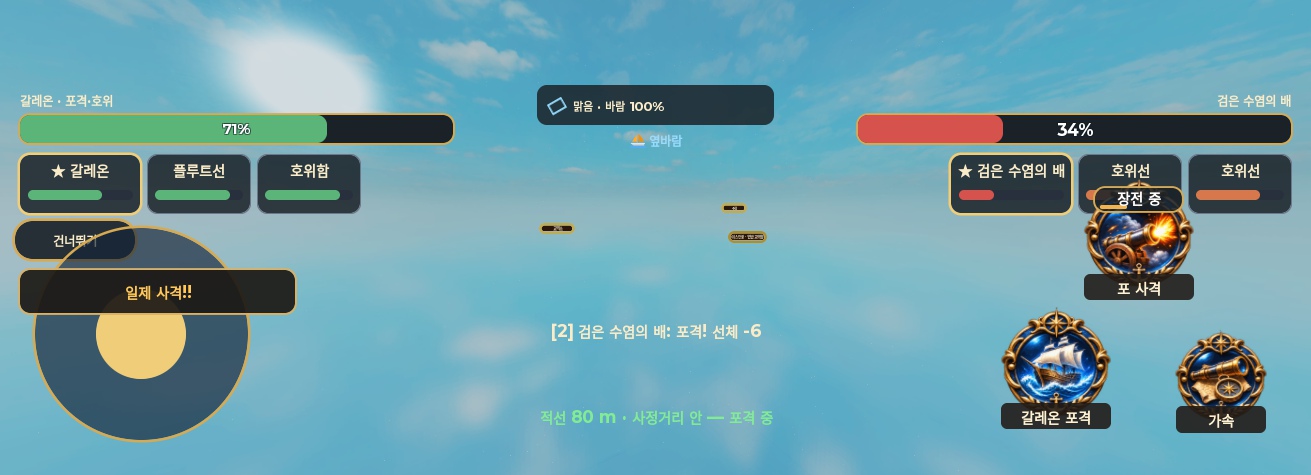 갈레온 · 포격·호위
71%
★ 갈레온
플루트선
호위함
건너뛰기
일제 사격!!
맑음 · 바람 100%
옆바람
[2] 검은 수염의 배: 포격! 선체 -6
적선 80 m · 사정거리 안 — 포격 중
검은 수염의 배
34%
★ 검은 수염의 배
호위선
호위선
장전 중
포 사격
갈레온 포격
가속